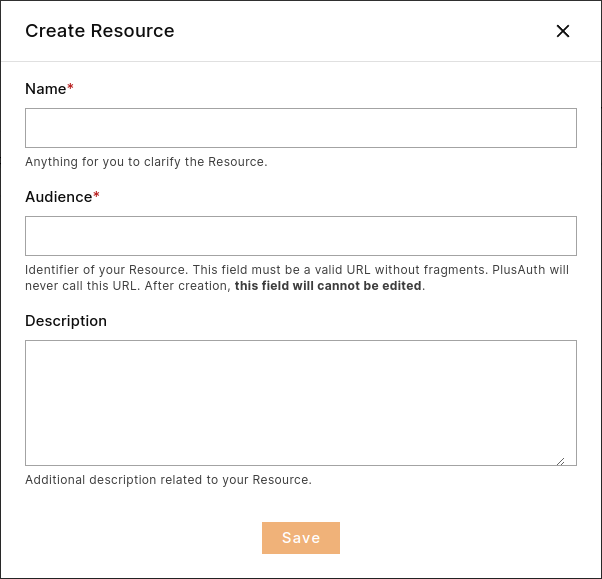 Create Resource
Name*
Anything for you to clarify the Resource.
Audience*
Identifier of your Resource. This field must be a valid URL without fragments. PlusAuth will
never call this URL. After creation, this field will cannot be edited.
Description
Additional description related to your Resource.
Save